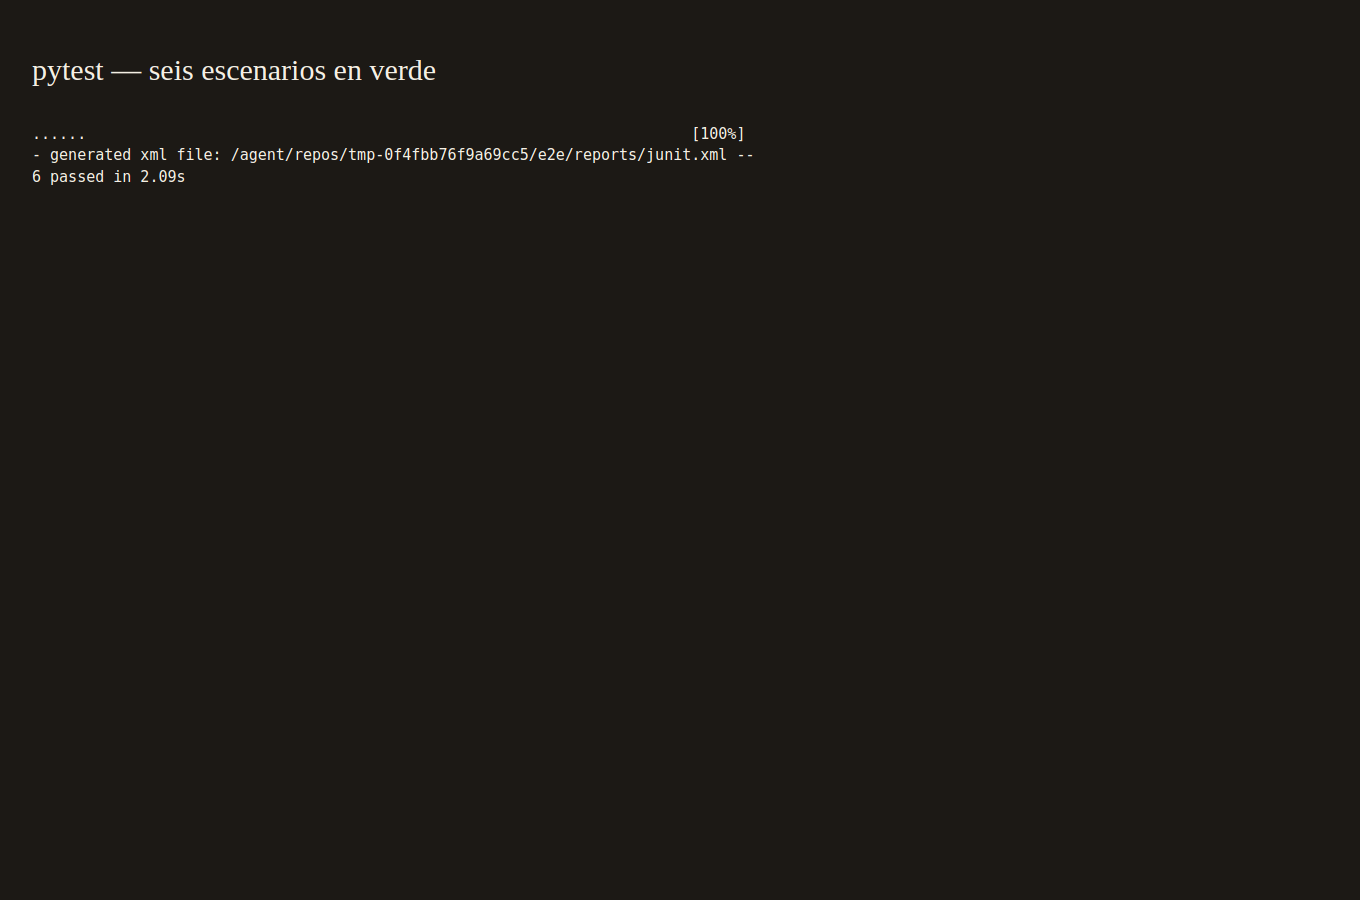 pytest — seis escenarios en verde
...... [100%]
- generated xml file: /agent/repos/tmp-0f4fbb76f9a69cc5/e2e/reports/junit.xml --
6 passed in 2.09s